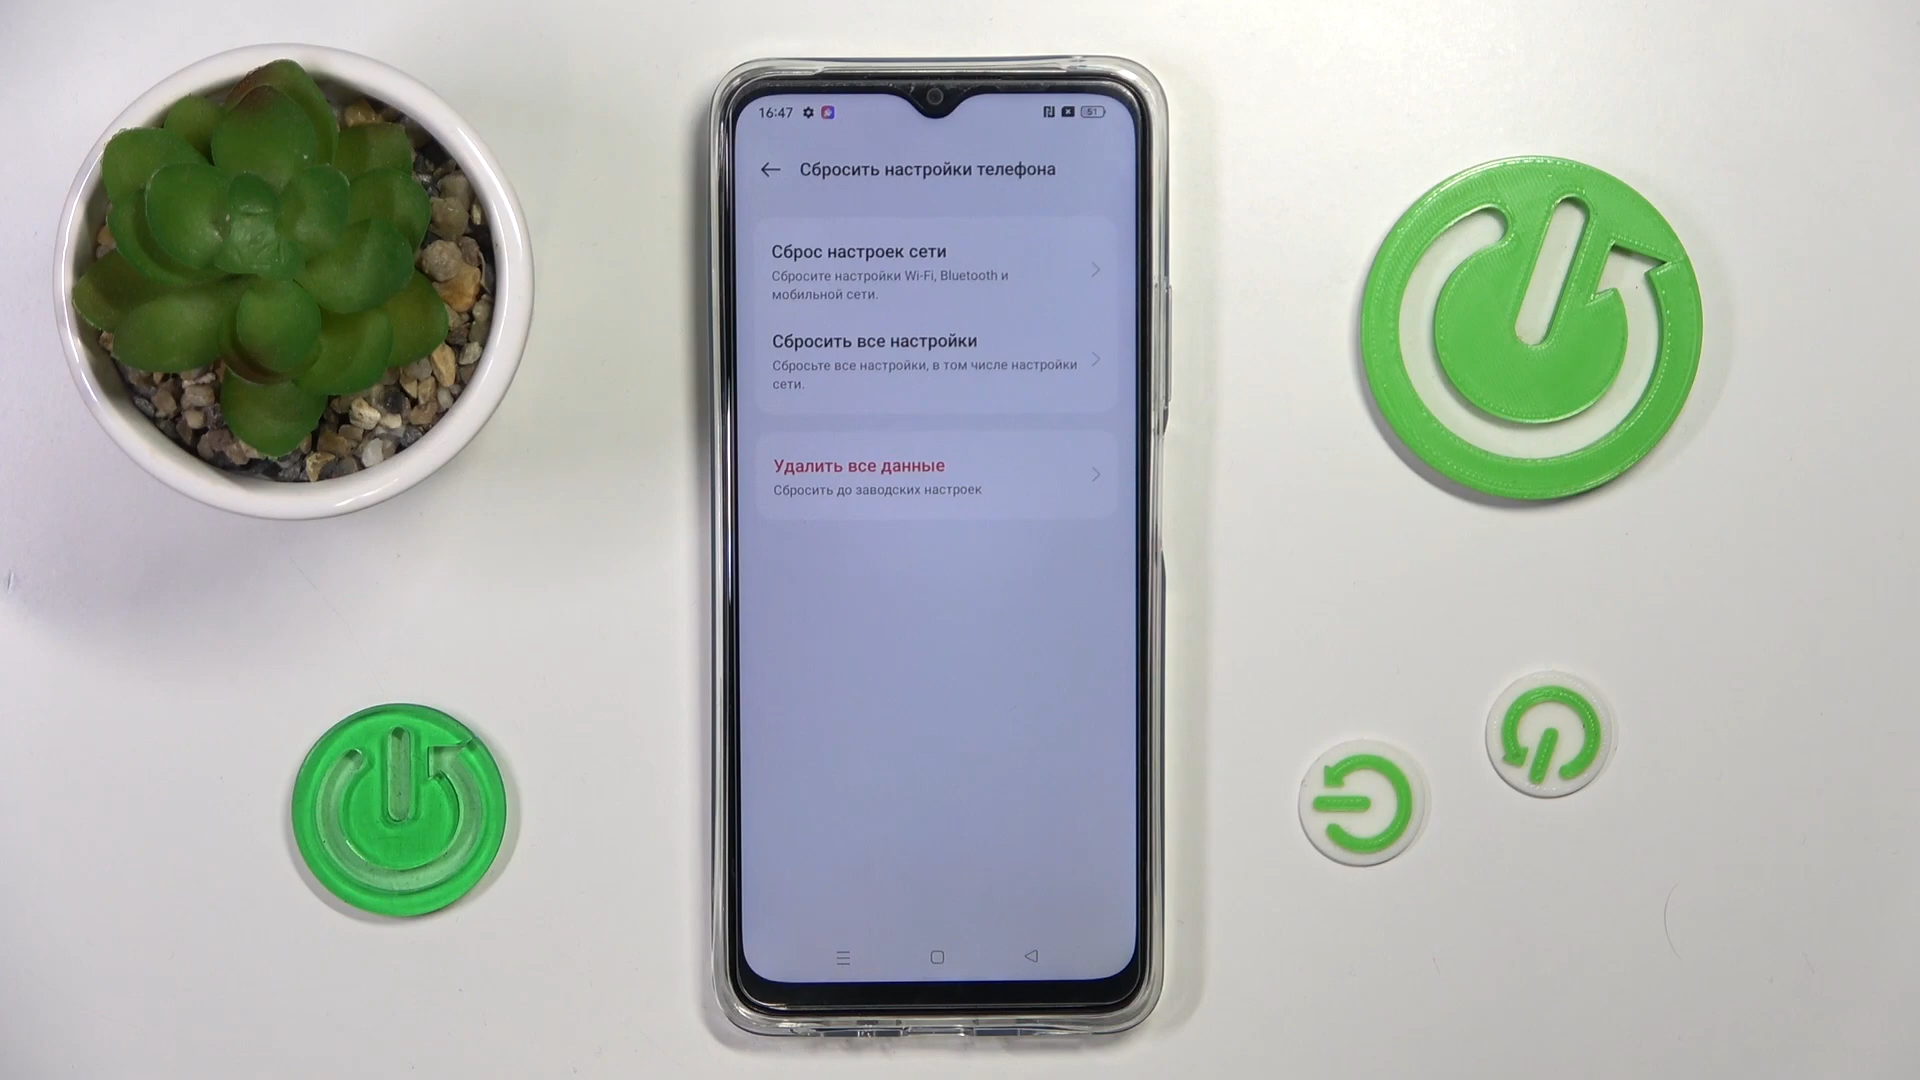 16:47
51
Сбросить настройки телефона
Сброс настроек сети
Сбросите настройки Wi-Fi, Bluetooth и
мобильной сети.
Сбросить все настройки
Сбросьте все настройки, в том числе настройки
сети.
Удалить все данные
Сбросить до заводских настроек